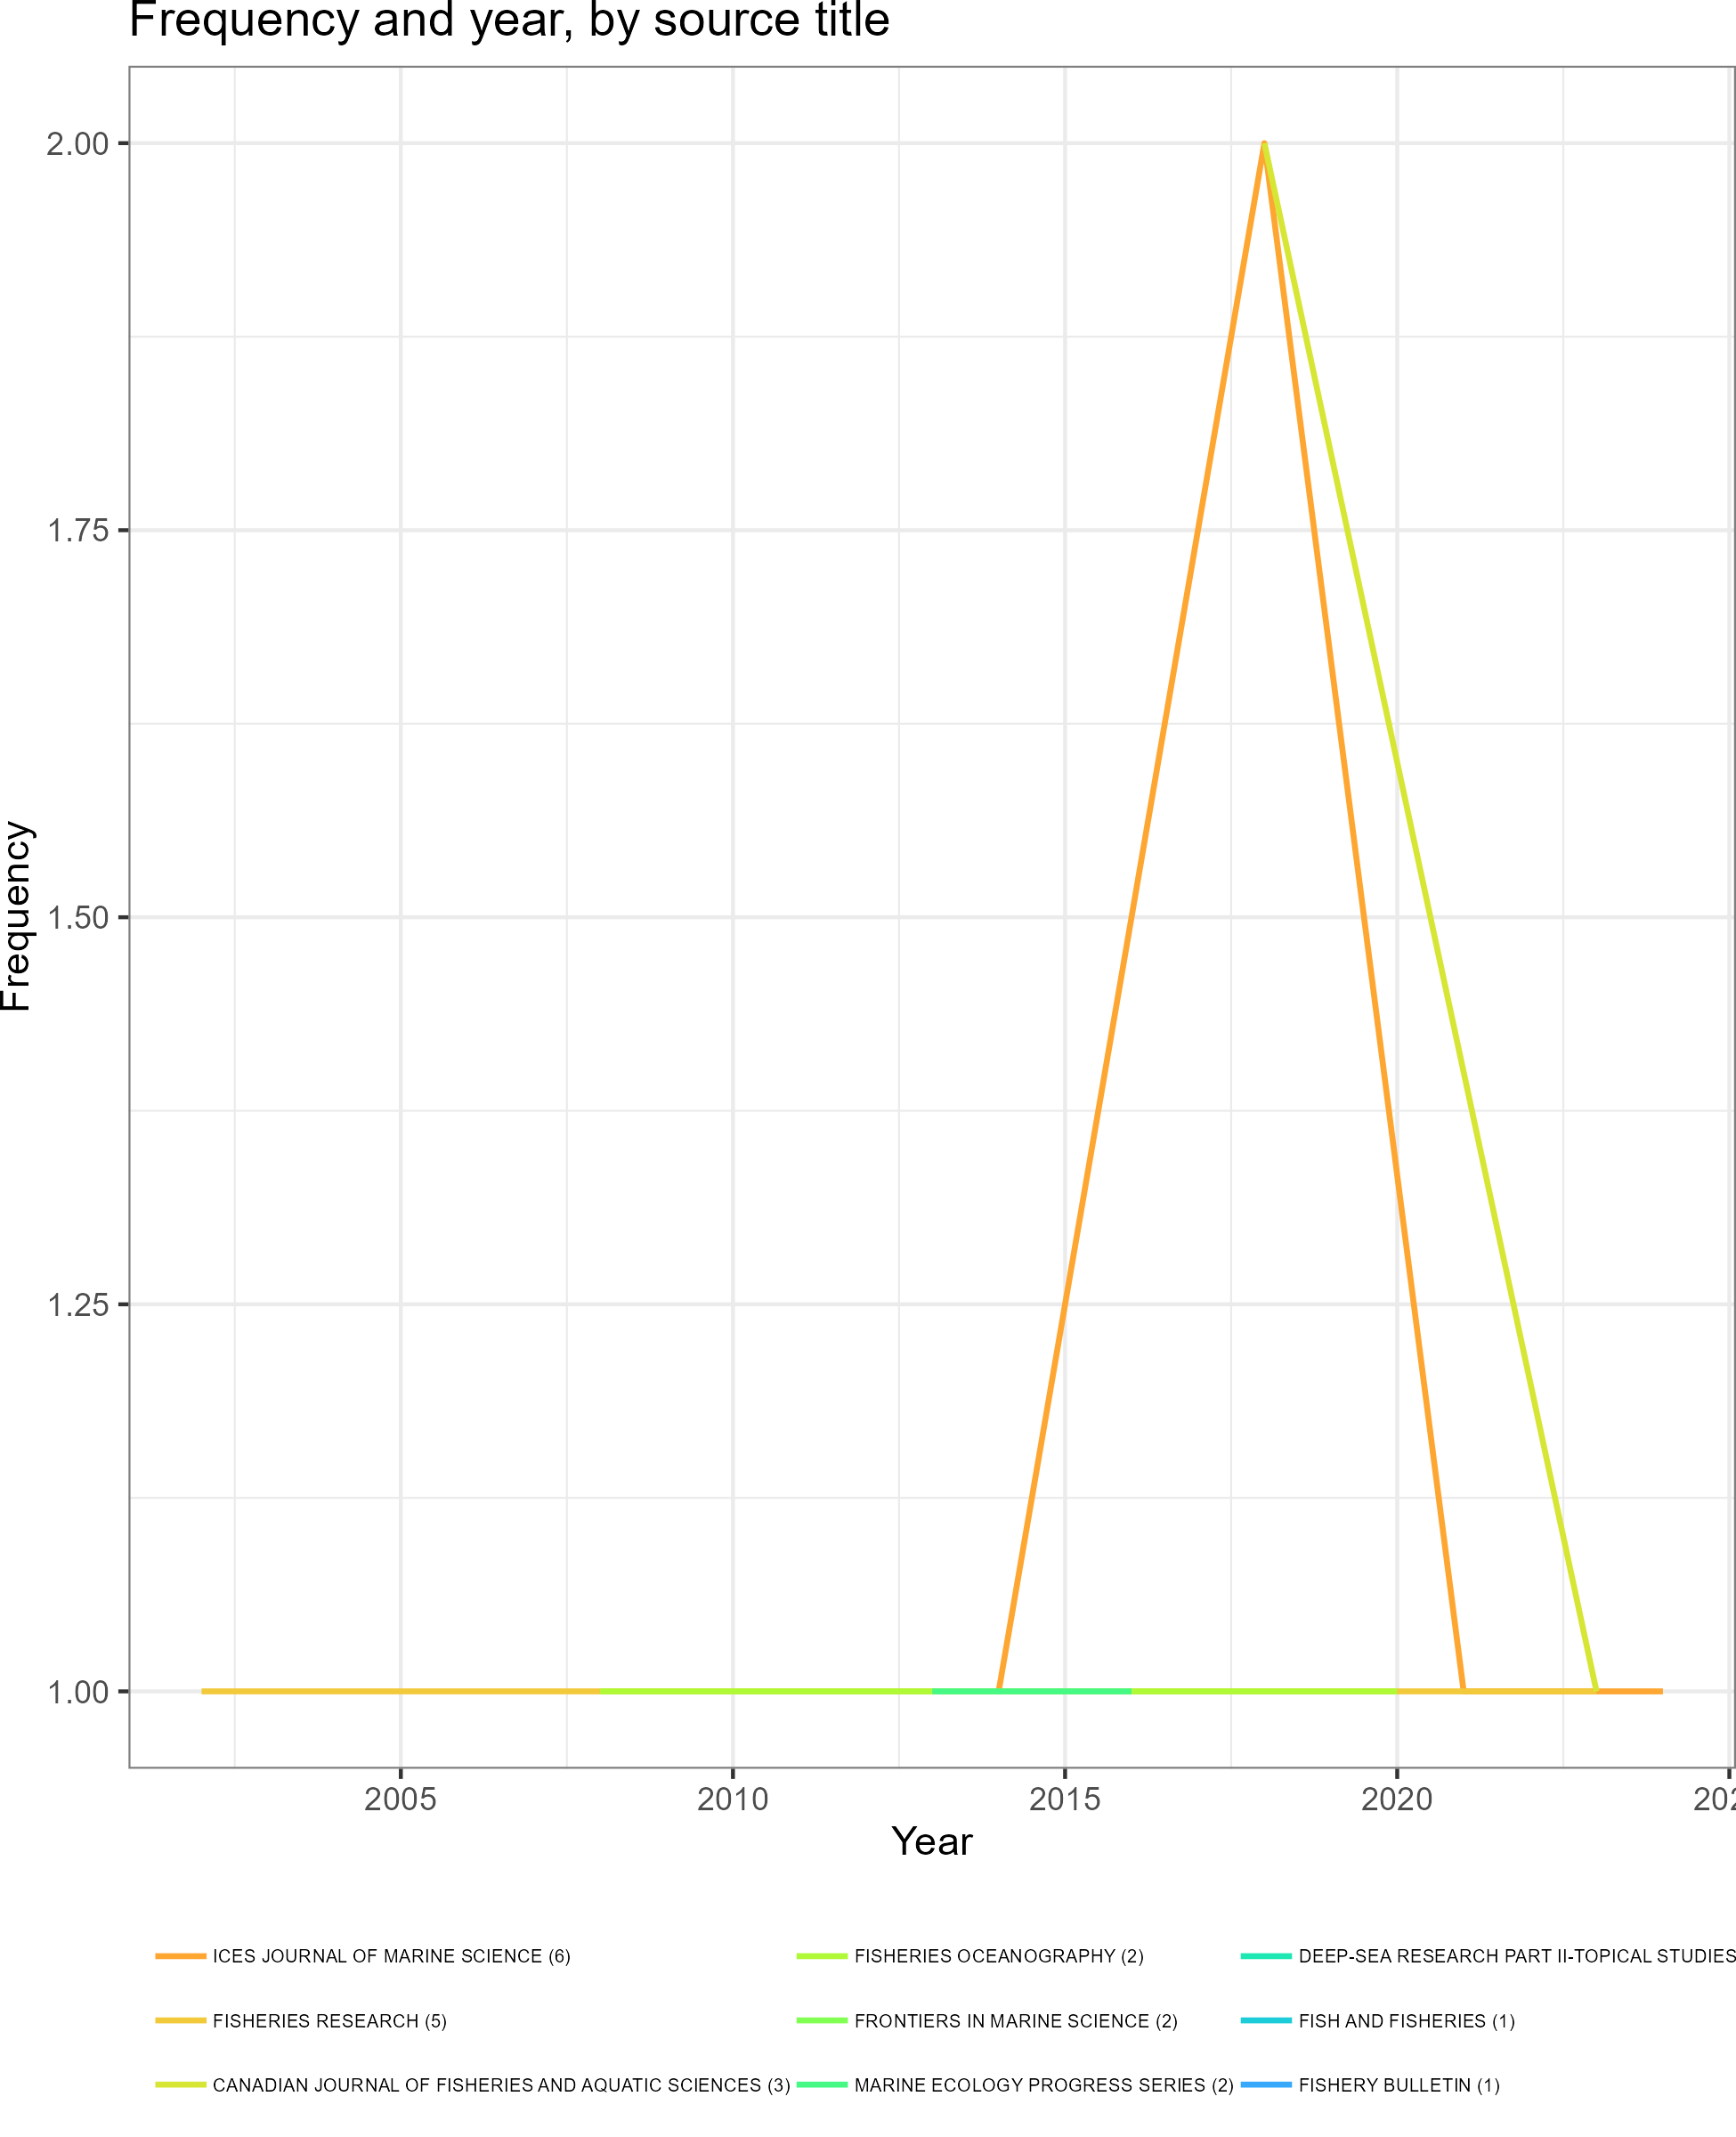 Frequency and year, by source title
2.00
1.75
1.50
1.25
1.00
Frequency
2005 2010 2015 2020 202
Year
ICES JOURNAL OF MARINE SCIENCE (6) FISHERIES OCEANOGRAPHY (2) DEEP-SEA RESEARCH PART II-TOPICAL STUDIES
FISHERIES RESEARCH (5) FRONTIERS IN MARINE SCIENCE (2) FISH AND FISHERIES (1)
CANADIAN JOURNAL OF FISHERIES AND AQUATIC SCIENCES (3) MARINE ECOLOGY PROGRESS SERIES (2) FISHERY BULLETIN (1)